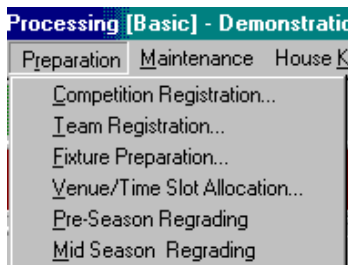 Processing [Basic] - Demonstratio
Preparation Maintenance House K
Competition Registration...
Team Registration...
Fixture Preparation...
Venue/Time Slot Allocation...
Pre-Season Regrading
Mid Season Regrading